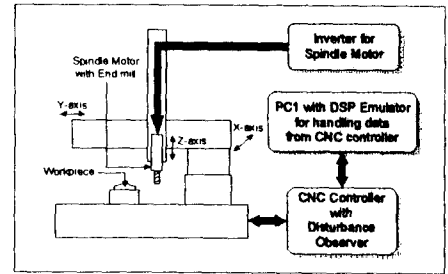 Inverter for
Spindle Motor
Spindle Motor
with End mill
Y-axis
X-axis
Z-axis
Workpiece
PC1 with DSP Emulator
for handling data
from CNC controller
CNC Controller
with
Disturbance
Observer